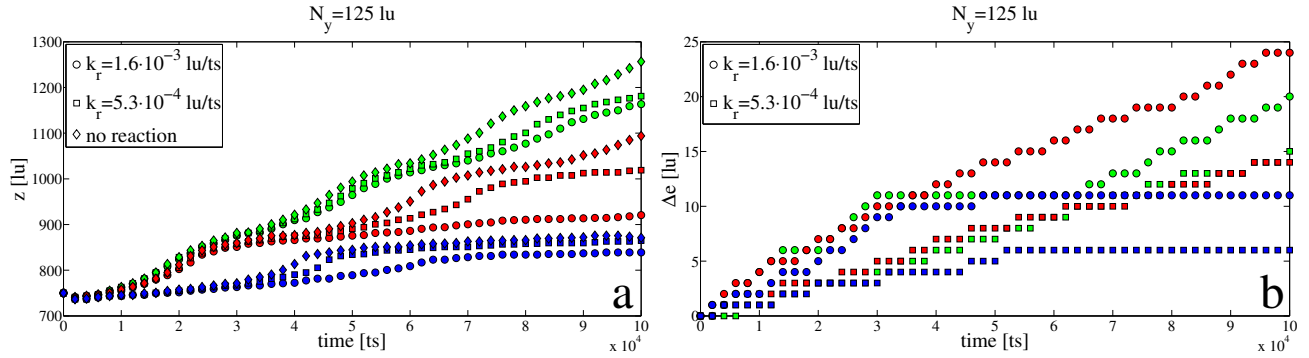 N_y=125 lu
k_r=1.6·10^-3 lu/ts
k_r=5.3·10^-4 lu/ts
no reaction
1300
1200
1100
1000
900
800
700
z [lu]
0 1 2 3 4 5 6 7 8 9 10
time [ts]
x 10^4
a
N_y=125 lu
k_r=1.6·10^-3 lu/ts
k_r=5.3·10^-4 lu/ts
25
20
15
10
5
0
Δe [lu]
0 1 2 3 4 5 6 7 8 9 10
time [ts]
x 10^4
b